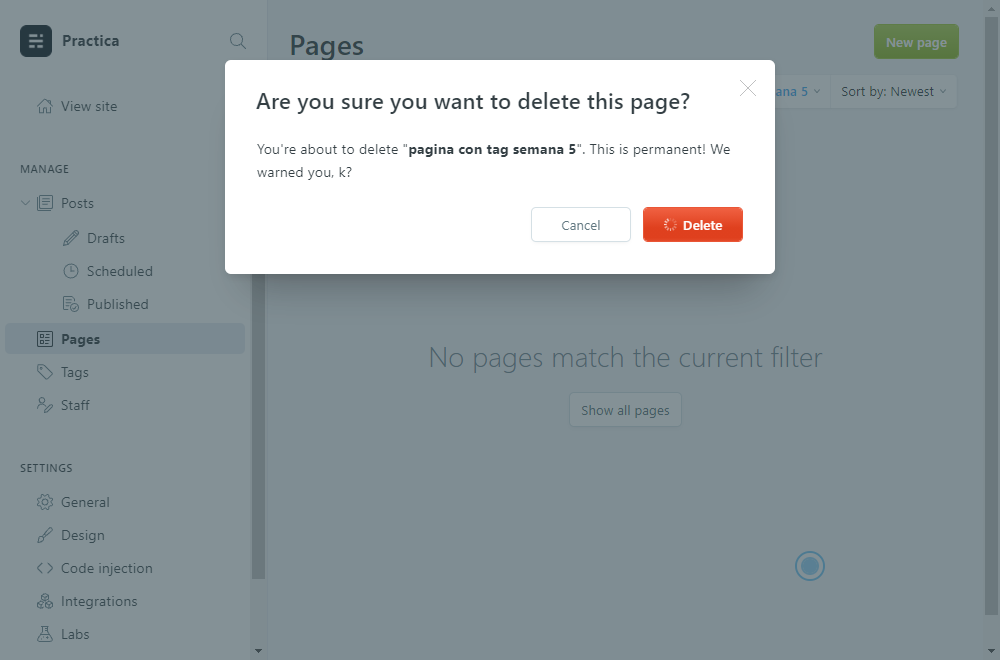 Practica
View site
MANAGE
Posts
Drafts
Scheduled
Published
Pages
Tags
Staff
SETTINGS
General
Design
Code injection
Integrations
Labs
Pages
New page
ana 5
Sort by: Newest
Are you sure you want to delete this page?
You're about to delete "pagina con tag semana 5". This is permanent! We
warned you, k?
Cancel
Delete
No pages match the current filter
Show all pages